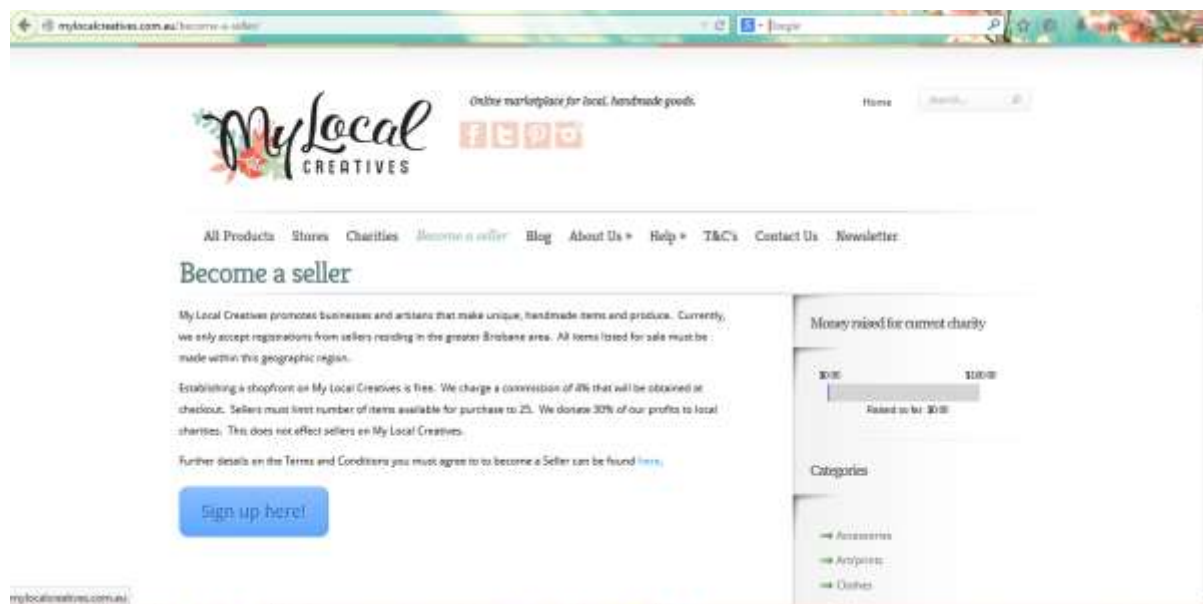 mylocalcreatives.com.au/become-a-seller/
Google
My Local
CREATIVES
Online marketplace for local, handmade goods.
Home
Search...
All Products Stores Charities Become a seller Blog About Us Help T&C's Contact Us Newsletter
Become a seller
My Local Creatives promotes businesses and artisans that make unique, handmade items and produce. Currently,
we only accept registrations from sellers residing in the greater Brisbane area. All items listed for sale must be
made within this geographic region.
Establishing a shopfront on My Local Creatives is free. We charge a commission of 4% that will be obtained at
checkout. Sellers must limit number of items available for purchase to 25. We donate 30% of our profits to local
charities. This does not effect sellers on My Local Creatives.
Further details on the Terms and Conditions you must agree to to become a Seller can be found here.
Sign up here!
Money raised for current charity
$0.00
Raised so far $0.00
Categories
Accessories
Art/prints
Clothes
mylocalcreatives.com.au